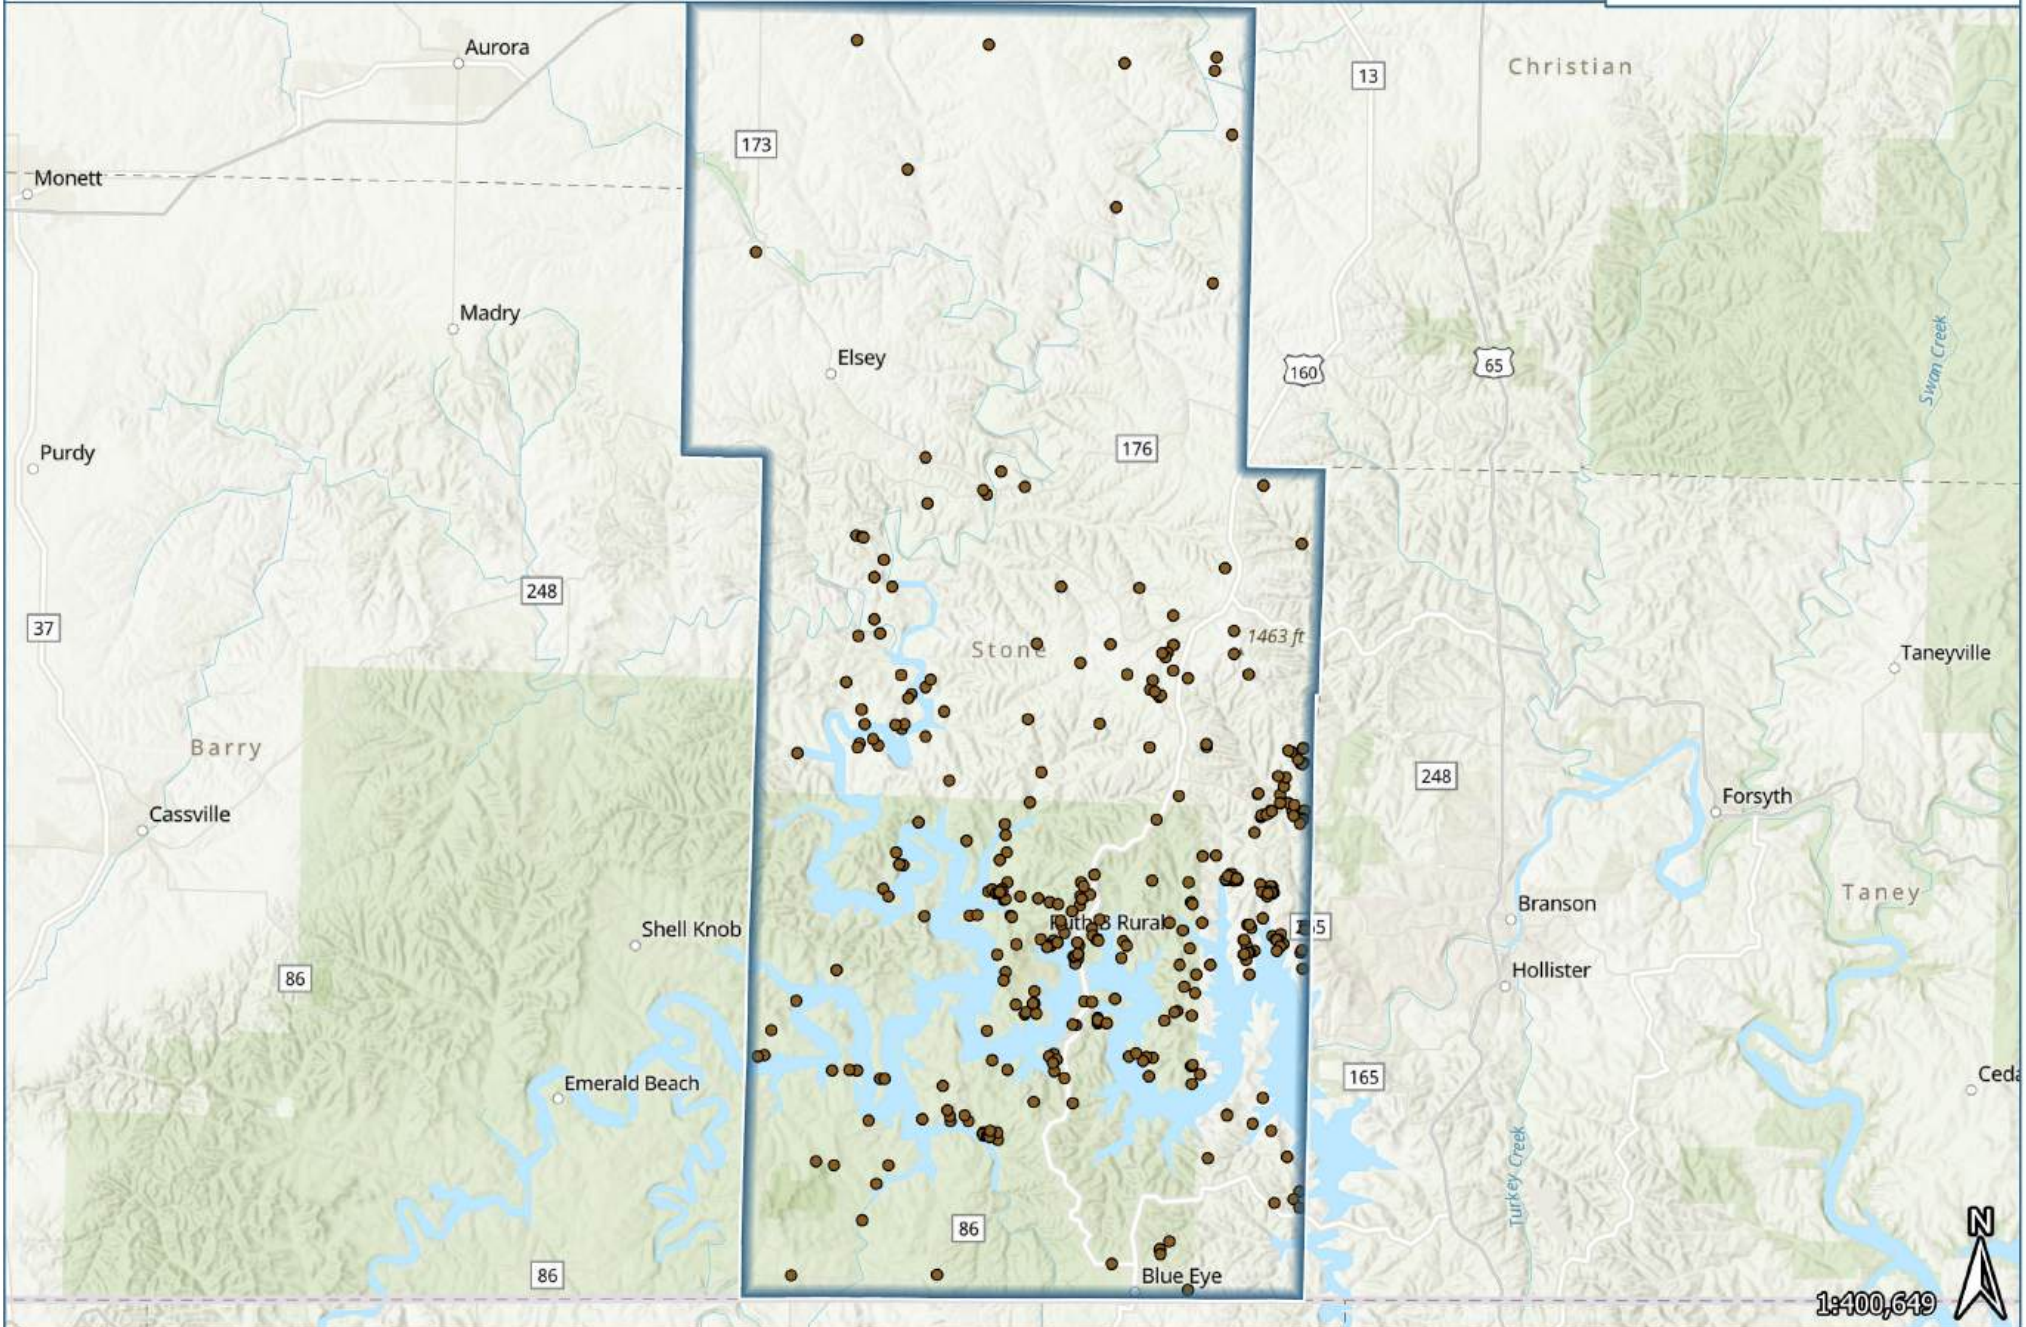 Aurora
13
Christian
173
Monett
Madry
Elsey
160
65
Swan Creek
Purdy
176
248
37
Stone
1463 ft
Taneyville
Barry
248
Forsyth
Cassville
Taney
Branson
Shell Knob
Rural
86
Hollister
165
Emerald Beach
Turkey Creek
86
86
Blue Eye
N
1:400,649